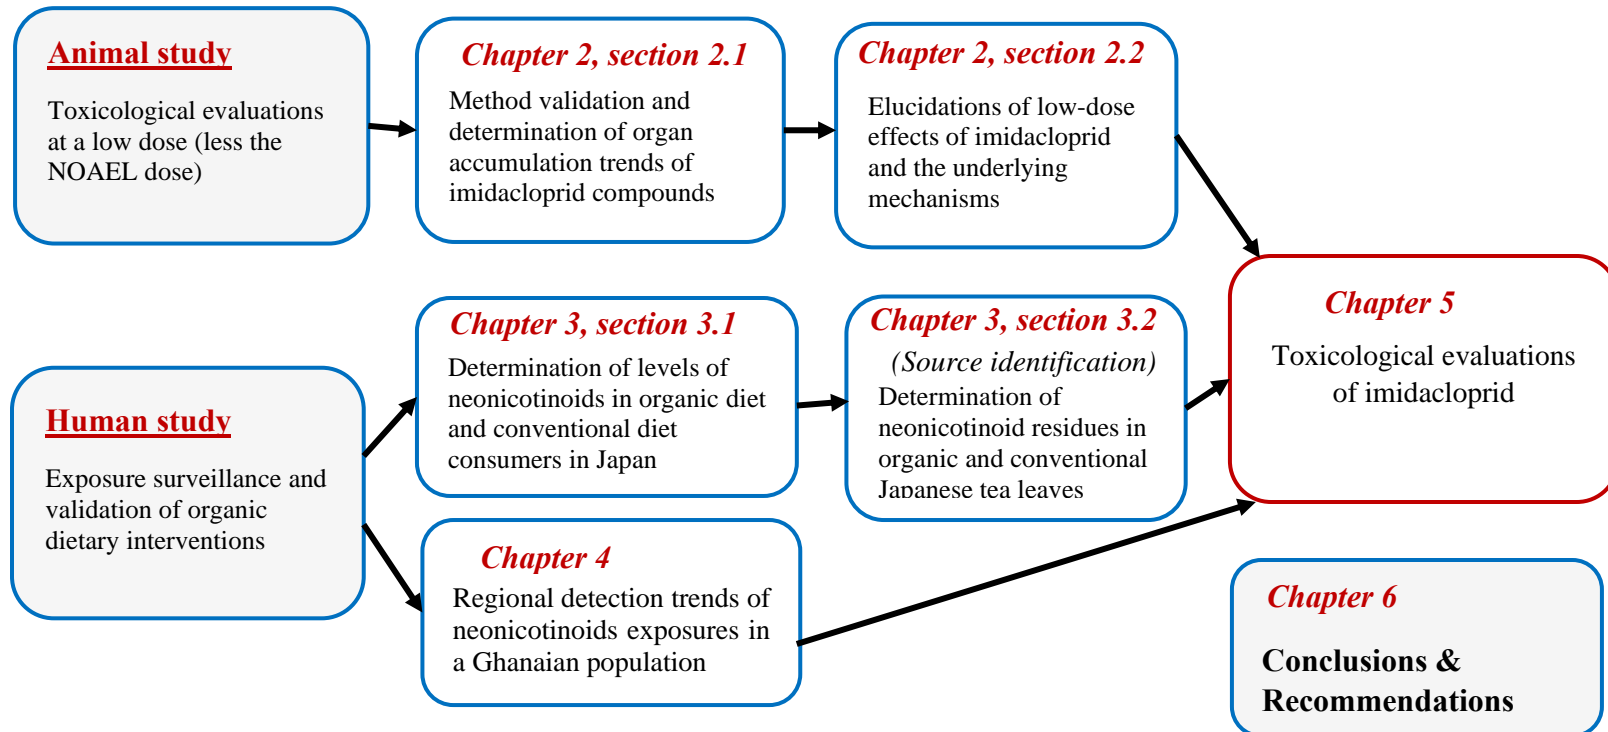 Animal study
Toxicological evaluations
at a low dose (less the
NOAEL dose)
Chapter 2, section 2.1
Method validation and
determination of organ
accumulation trends of
imidacloprid compounds
Chapter 2, section 2.2
Elucidations of low-dose
effects of imidacloprid
and the underlying
mechanisms
Human study
Exposure surveillance and
validation of organic
dietary interventions
Chapter 3, section 3.1
Determination of levels of
neonicotinoids in organic diet
and conventional diet
consumers in Japan
Chapter 3, section 3.2
(Source identification)
Determination of
neonicotinoid residues in
organic and conventional
Japanese tea leaves
Chapter 4
Regional detection trends of
neonicotinoids exposures in
a Ghanaian population
Chapter 5
Toxicological evaluations
of imidacloprid
Chapter 6
Conclusions &
Recommendations